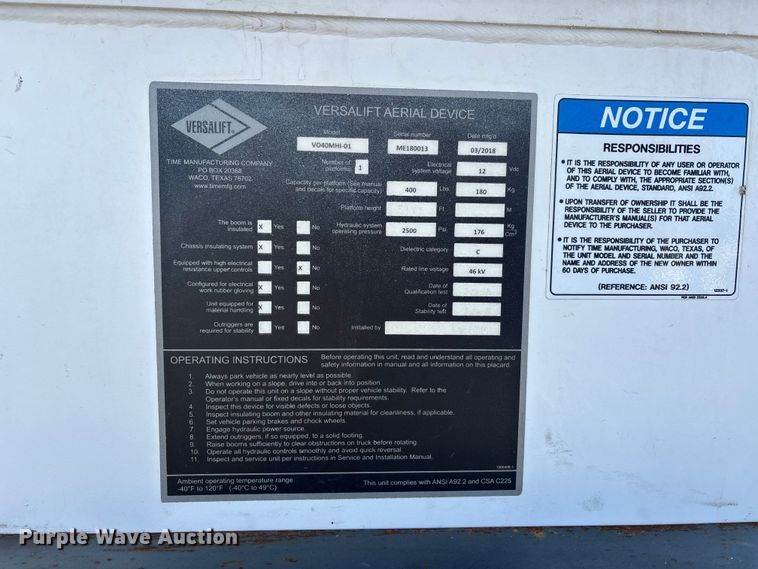 VERSALIFT AERIAL DEVICE
VERSALIFT
TIME MANUFACTURING COMPANY
PO BOX 20368
WACO, TEXAS 76702
www.timemfg.com
Model
VO40MHI-01
Serial number
ME180013
Date mfg'd
03/2018
Number of platforms 1
Electrical system voltage 12 Vdc
Capacity per platform (See manual and decals for specific capacity) 400 Lbs 180 Kg
Platform height Ft M
Hydraulic system operating pressure 2500 Psi 176 Kg Cm²
The boom is insulated X Yes No
Chassis insulating system X Yes No
Dielectric category C
Equipped with high electrical resistance upper controls Yes X No
Rated line voltage 46 kV
Configured for electrical work rubber gloving X Yes No
Date of Qualification test
Unit equipped for material handling X Yes No
Date of Stability test
Outriggers are required for stability Yes No
Installed by
OPERATING INSTRUCTIONS
Before operating this unit, read and understand all operating and
safety information in manual and all information on this placard
1. Always park vehicle as nearly level as possible.
2. When working on a slope, drive into or back into position.
3. Do not operate this unit on a slope without proper vehicle stability. Refer to the
Operator's manual or fixed decals for stability requirements.
4. Inspect this device for visible defects or loose objects.
5. Inspect insulating boom and other insulating material for cleanliness, if applicable.
6. Set vehicle parking brakes and chock wheels.
7. Engage hydraulic power source.
8. Extend outriggers, if so equipped, to a solid footing.
9. Raise booms sufficiently to clear obstructions on truck before rotating.
10. Operate all hydraulic controls smoothly and avoid quick reversal.
11. Inspect and service unit per instructions in Service and Installation Manual.
Ambient operating temperature range
-40°F to 120°F (-40°C to 49°C)
This unit complies with ANSI A92.2 and CSA C225
NOTICE
RESPONSIBILITIES
• IT IS THE RESPONSIBILITY OF ANY USER OR OPERATOR
OF THIS AERIAL DEVICE TO BECOME FAMILIAR WITH,
AND TO COMPLY WITH, THE APPROPRIATE SECTION(S)
OF THE AERIAL DEVICE, STANDARD, ANSI A92.2.
• UPON TRANSFER OF OWNERSHIP IT SHALL BE THE
RESPONSIBILITY OF THE SELLER TO PROVIDE THE
MANUFACTURER'S MANUAL(S) FOR THAT AERIAL
DEVICE TO THE PURCHASER.
• IT IS THE RESPONSIBILITY OF THE PURCHASER TO
NOTIFY TIME MANUFACTURING, WACO, TEXAS, OF
THE UNIT MODEL AND SERIAL NUMBER AND THE
NAME AND ADDRESS OF THE NEW OWNER WITHIN
60 DAYS OF PURCHASE.
(REFERENCE: ANSI 92.2)
Purple Wave Auction